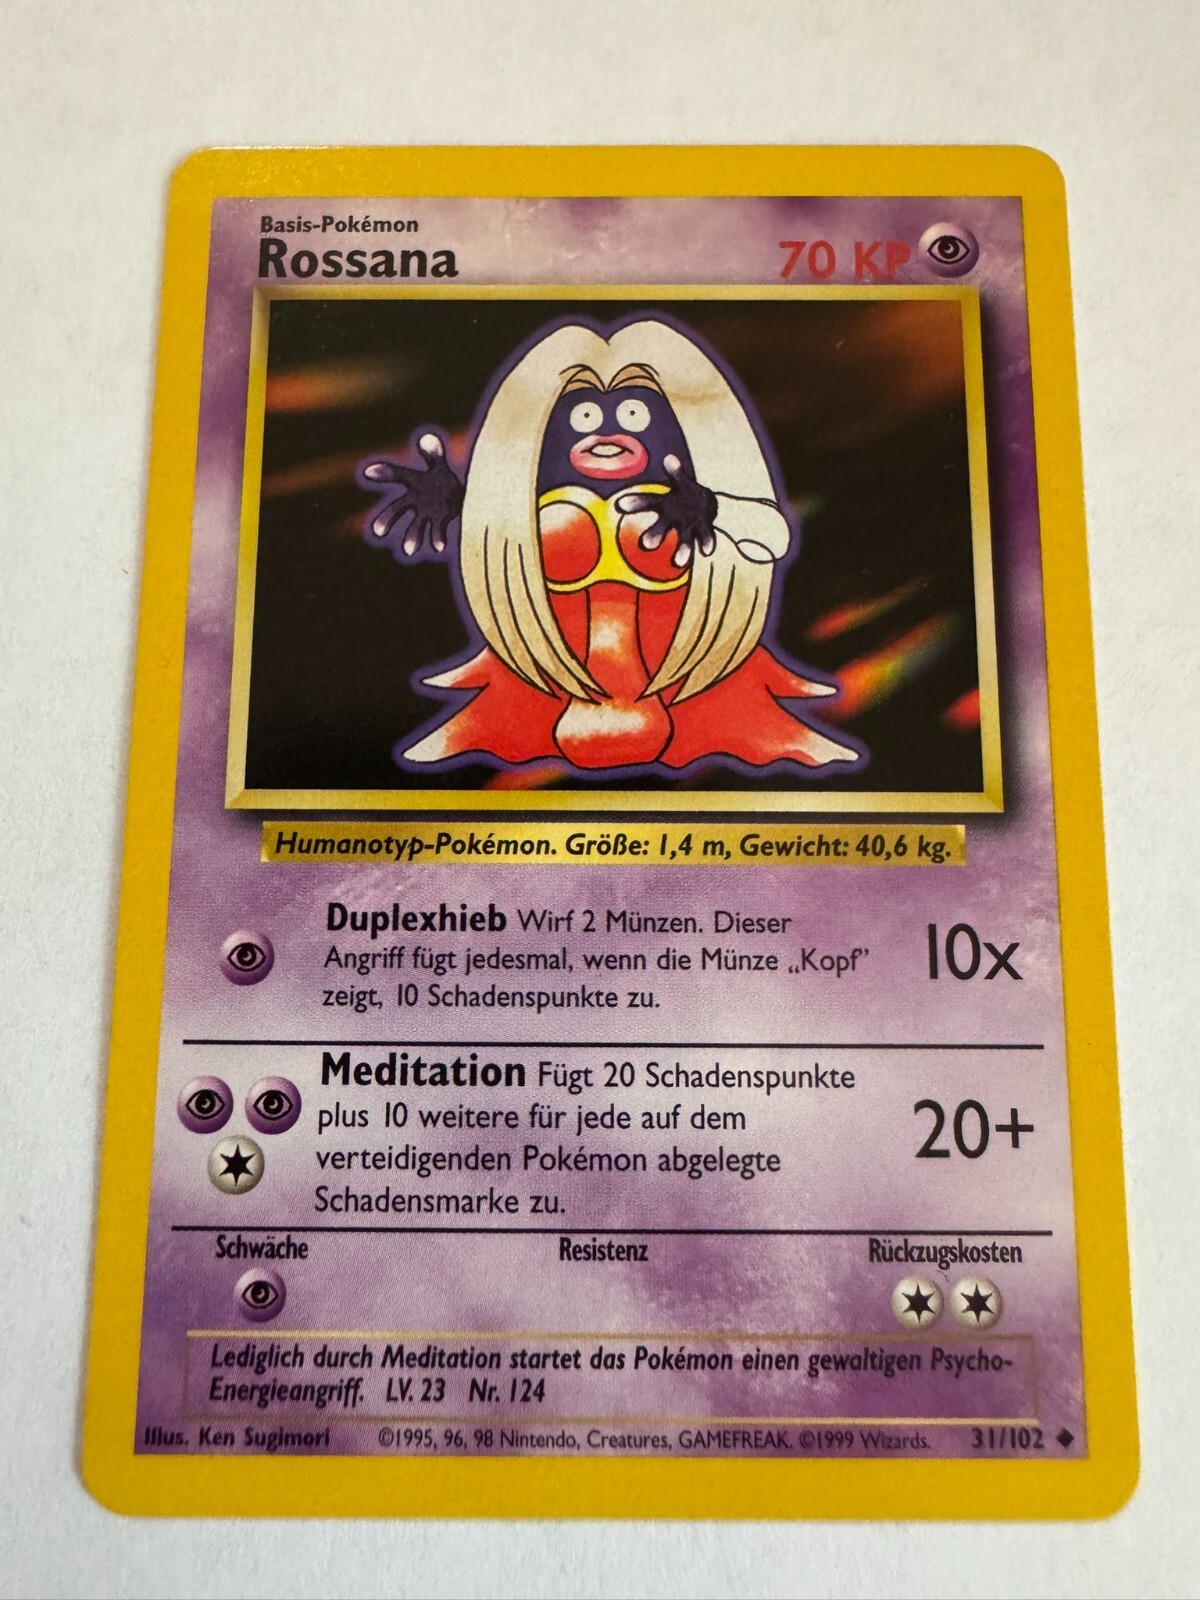 Basis-Pokémon
Rossana
70 KP
Humanotyp-Pokémon. Größe: 1,4 m, Gewicht: 40,6 kg.
Duplexhieb Wirf 2 Münzen. Dieser
Angriff fügt jedesmal, wenn die Münze „Kopf”
zeigt, 10 Schadenspunkte zu.
10x
Meditation Fügt 20 Schadenspunkte
plus 10 weitere für jede auf dem
verteidigenden Pokémon abgelegte
Schadensmarke zu.
20+
Schwäche Resistenz Rückzugskosten
Lediglich durch Meditation startet das Pokémon einen gewaltigen Psycho-
Energieangriff. LV. 23 Nr. 124
Illus. Ken Sugimori ©1995, 96, 98 Nintendo, Creatures, GAMEFREAK. ©1999 Wizards. 31/102